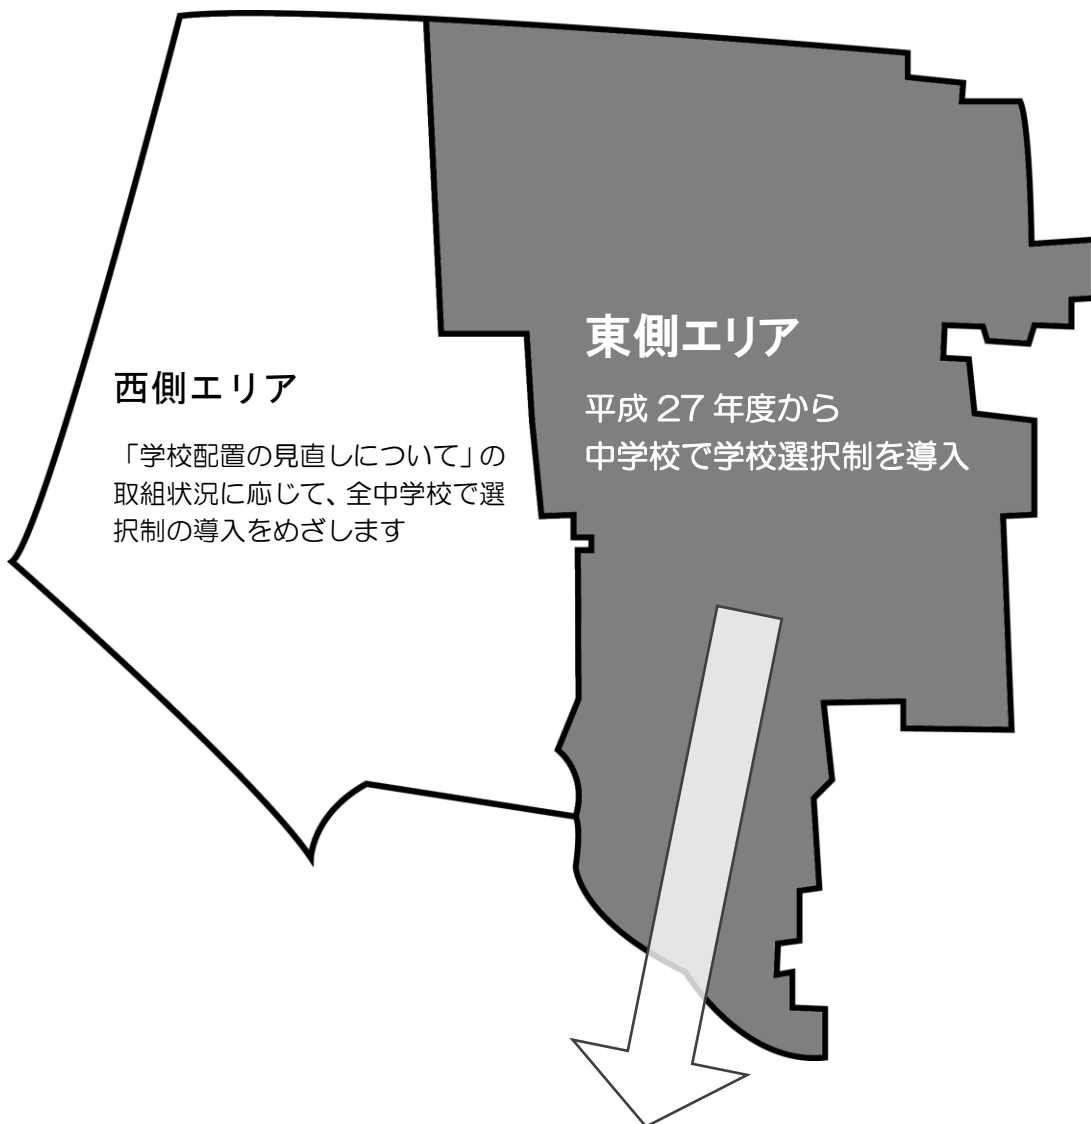 西側エリア
「学校配置の見直しについて」の
取組状況に応じて、全中学校で選
択制の導入をめざします
東側エリア
平成 27 年度から
中学校で学校選択制を導入